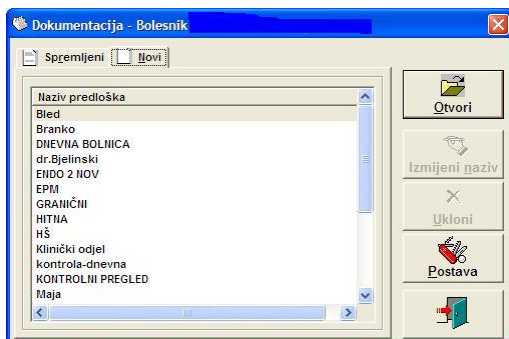 Dokumentacija - Bolesnik
Spremljeni
Novi
Naziv predloška
Bled
Branko
DNEVNA BOLNICA
dr.Bjelinski
ENDO 2 NOV
EPM
GRANIČNI
HITNA
HŠ
Klinički odjel
kontrola-dnevna
KONTROLNI PREGLED
Maja
Otvori
Izmijeni naziv
Ukloni
Postava